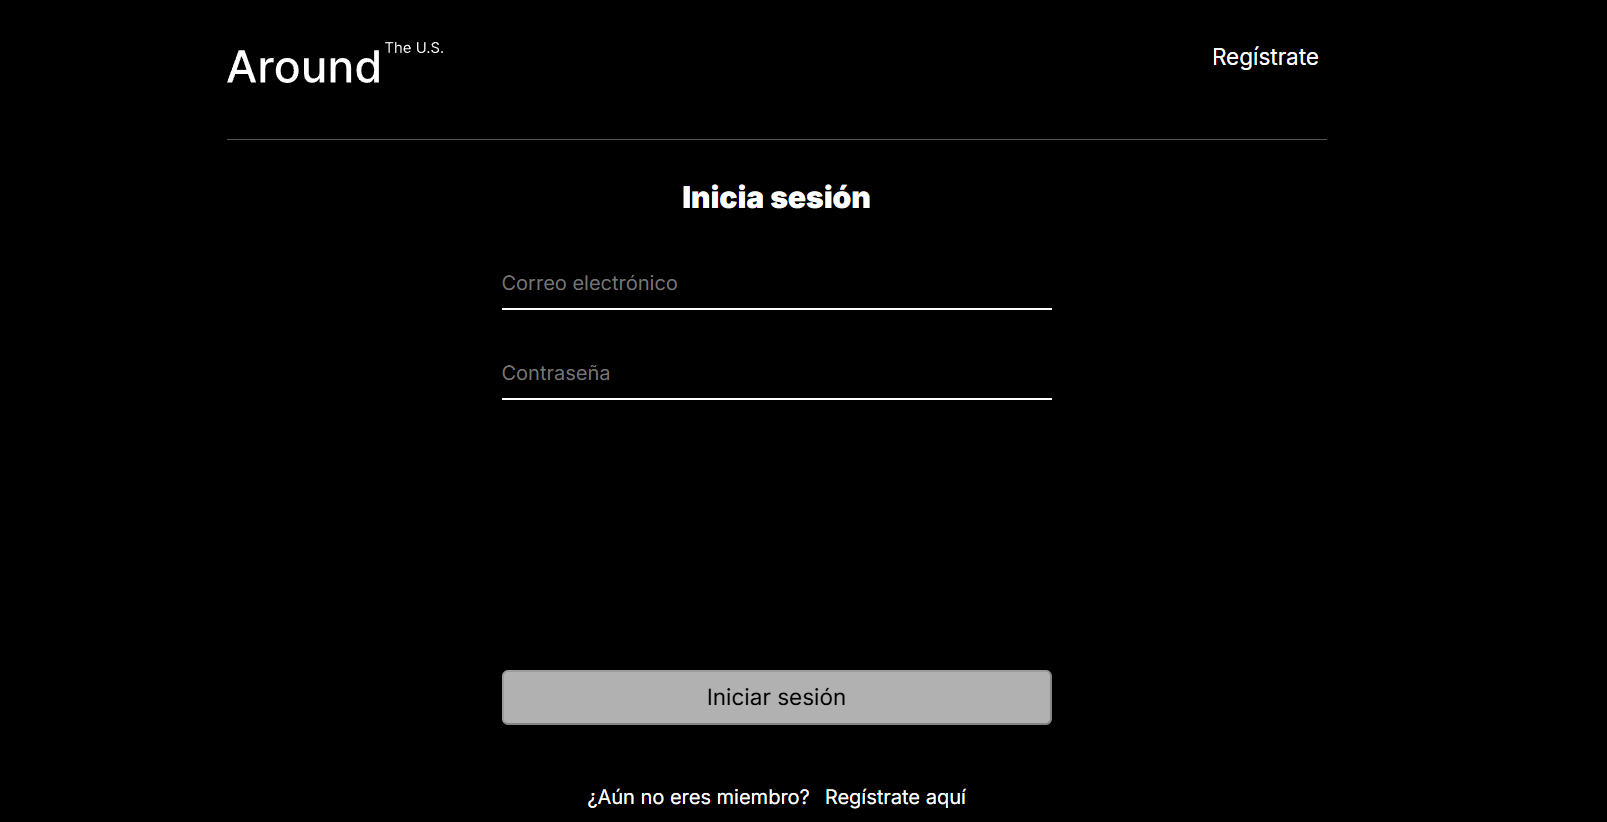 Around The U.S.
Regístrate
Inicia sesión
Correo electrónico
Contraseña
Iniciar sesión
¿Aún no eres miembro? Regístrate aquí